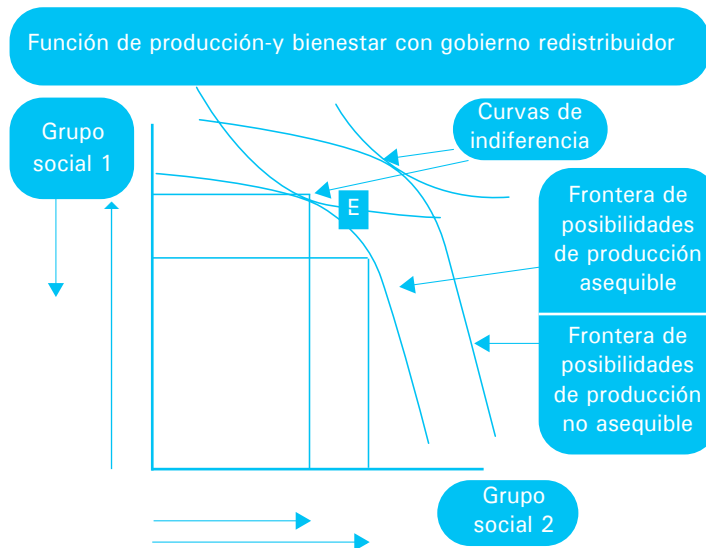 Función de producción-y bienestar con gobierno redistribuidor
Grupo
social 1
Curvas de
indiferencia
E
Frontera de
posibilidades
de producción
asequible
Frontera de
posibilidades
de producción
no asequible
Grupo
social 2